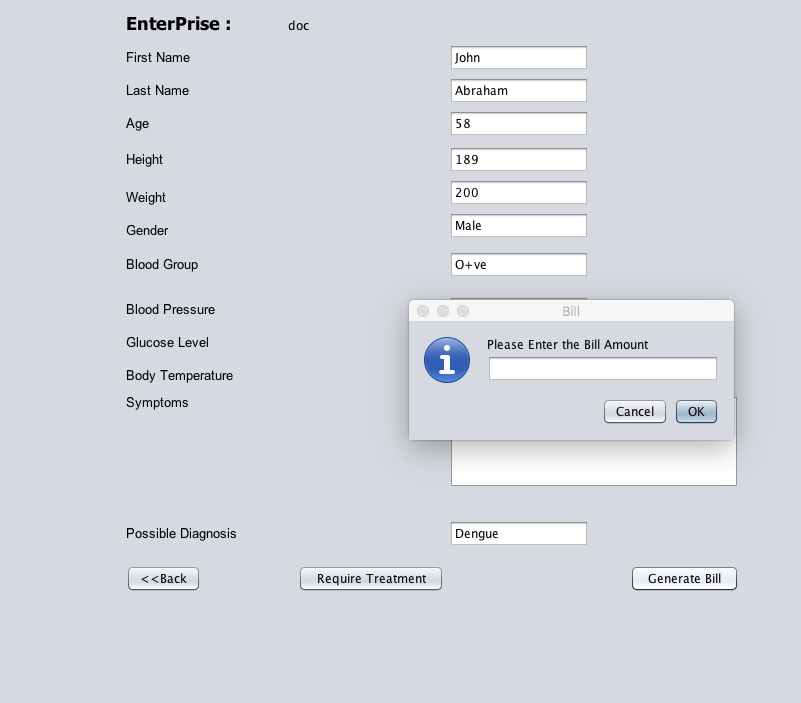 EnterPrise : doc
First Name John
Last Name Abraham
Age 58
Height 189
Weight 200
Gender Male
Blood Group O+ve
Blood Pressure
Glucose Level
Body Temperature
Symptoms
Bill
Please Enter the Bill Amount
Cancel OK
Possible Diagnosis Dengue
<<Back Require Treatment Generate Bill